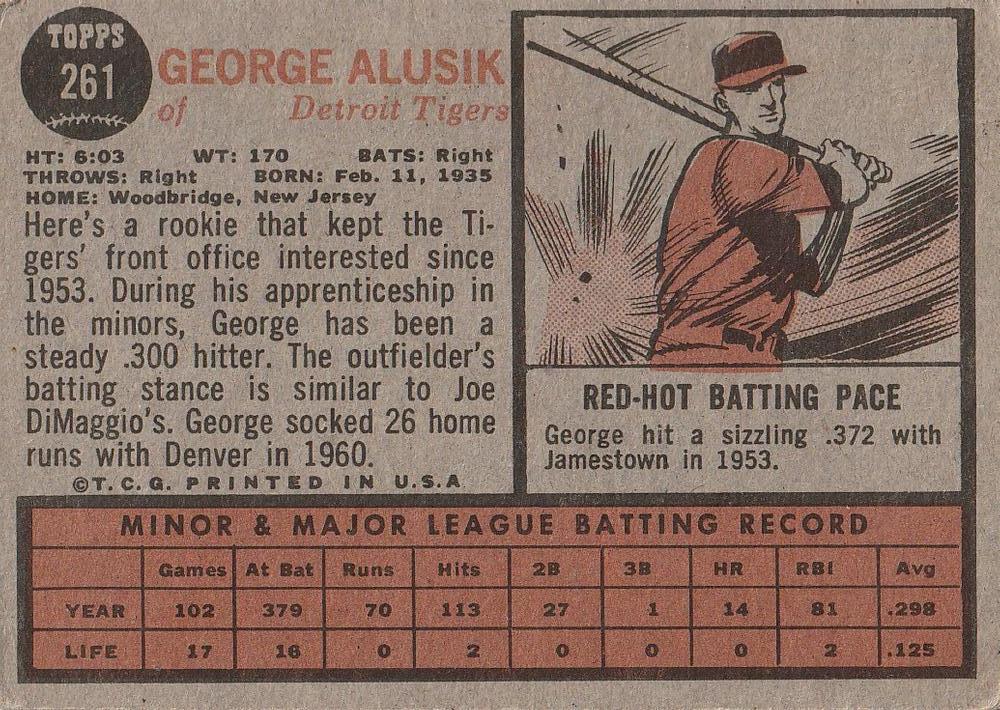 TOPPS
261
GEORGE ALUSIK
of Detroit Tigers
HT: 6:03 WT: 170 BATS: Right
THROWS: Right BORN: Feb. 11, 1935
HOME: Woodbridge, New Jersey
Here's a rookie that kept the Ti-
gers' front office interested since
1953. During his apprenticeship in
the minors, George has been a
steady .300 hitter. The outfielder's
batting stance is similar to Joe
DiMaggio's. George socked 26 home
runs with Denver in 1960.
©T.C.G. PRINTED IN U.S.A
RED-HOT BATTING PACE
George hit a sizzling .372 with
Jamestown in 1953.
MINOR & MAJOR LEAGUE BATTING RECORD
Games At Bat Runs Hits 2B 3B HR RBI Avg
YEAR 102 379 70 113 27 1 14 81 .298
LIFE 17 16 0 2 0 0 0 2 .125